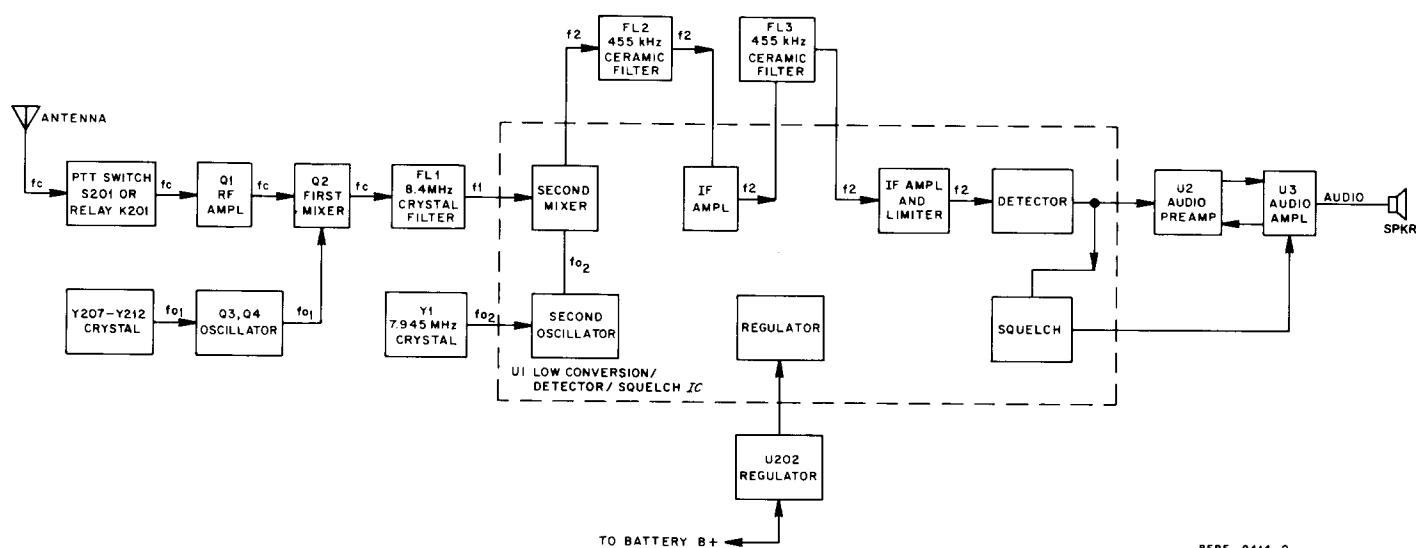 FL2
455 kHz
CERAMIC
FILTER
FL3
455 kHz
CERAMIC
FILTER
f2
f2
f2
ANTENNA
fc
PTT SWITCH
S201 OR
RELAY K201
fc
Q1
RF
AMPL
fc
Q2
FIRST
MIXER
fc
FL1
8.4MHz
CRYSTAL
FILTER
f1
SECOND
MIXER
IF
AMPL
f2
f2
IF AMPL
AND
LIMITER
f2
DETECTOR
U2
AUDIO
PREAMP
U3
AUDIO
AMPL
AUDIO
SPKR
fo2
Y207-Y212
CRYSTAL
fo1
Q3, Q4
OSCILLATOR
fo1
Y1
7.945 MHz
CRYSTAL
fo2
SECOND
OSCILLATOR
REGULATOR
SQUELCH
U1 LOW CONVERSION/
DETECTOR/ SQUELCH IC
U202
REGULATOR
TO BATTERY B+